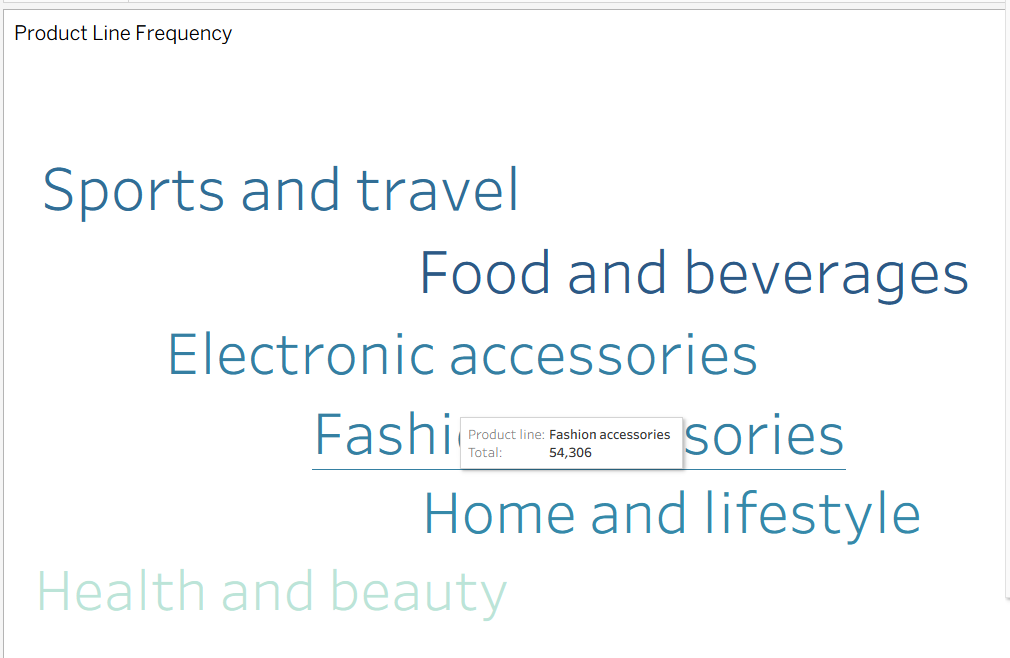 Product Line Frequency
Sports and travel
Food and beverages
Electronic accessories
Fashi sories
Product line: Fashion accessories
Total: 54,306
Home and lifestyle
Health and beauty